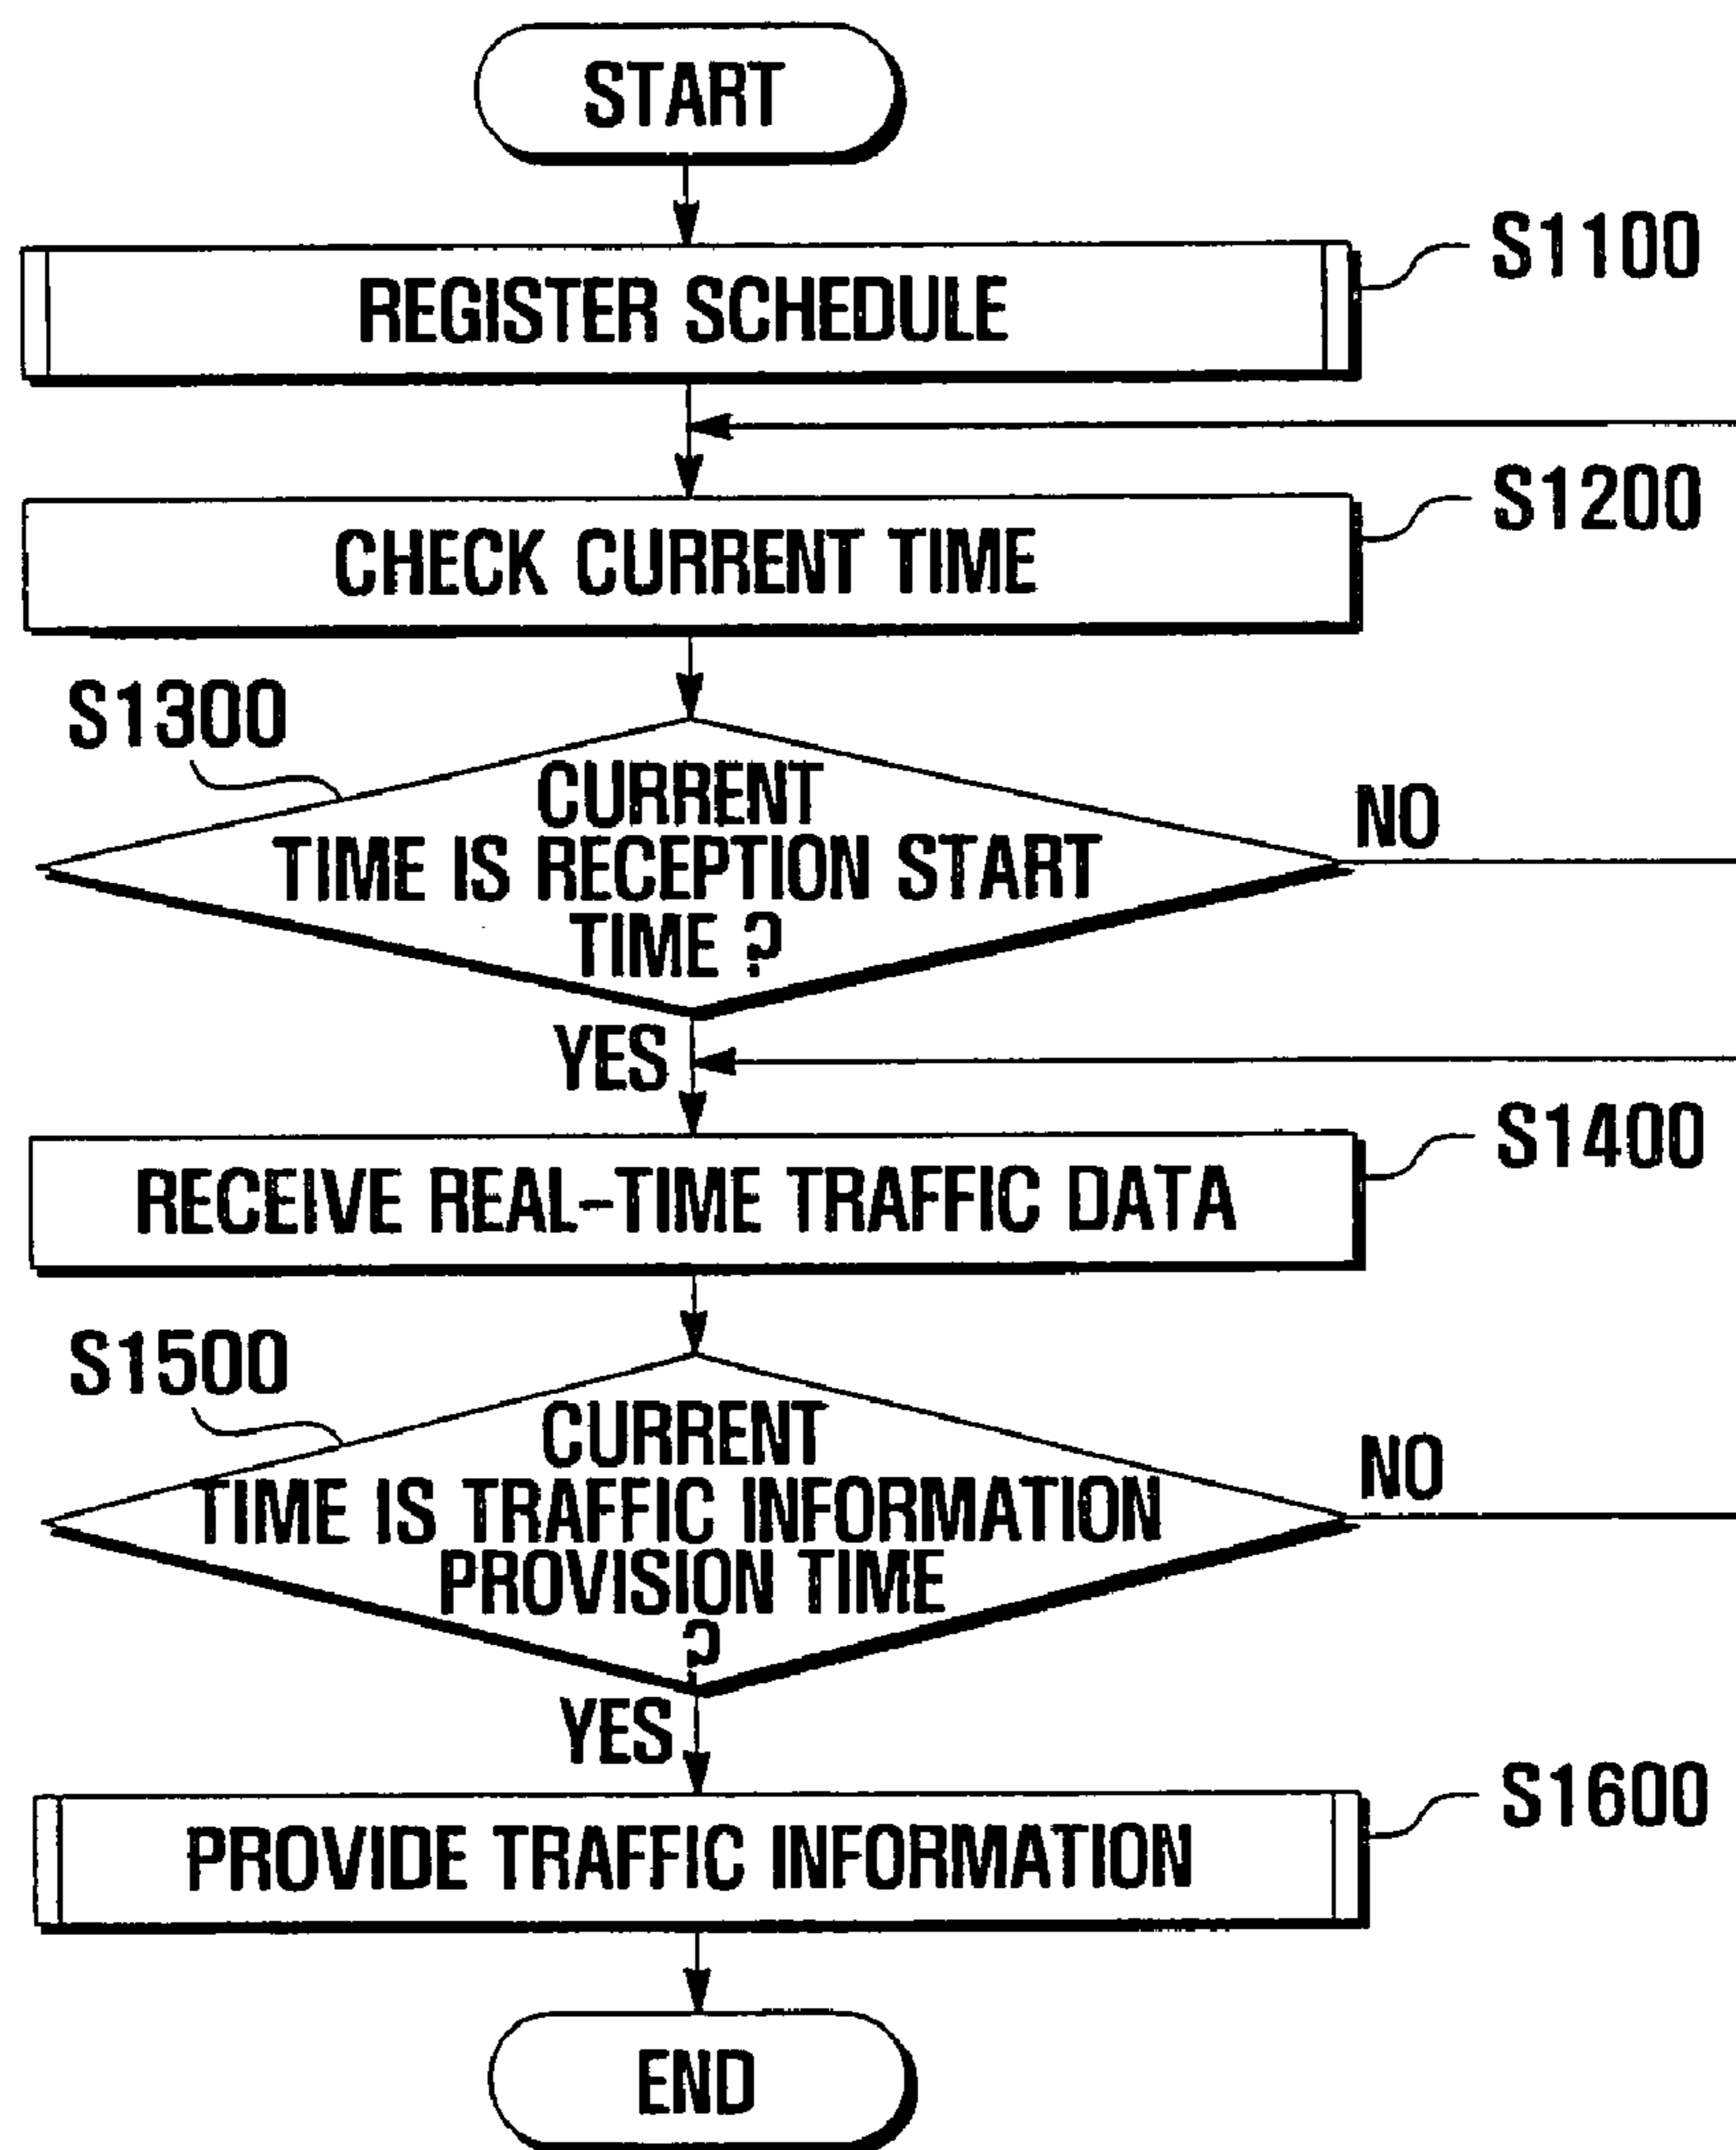 START
S1100
REGISTER SCHEDULE
S1200
CHECK CURRENT TIME
S1300
CURRENT
TIME IS RECEPTION START
TIME ?
NO
YES
S1400
RECEIVE REAL-TIME TRAFFIC DATA
S1500
CURRENT
TIME IS TRAFFIC INFORMATION
PROVISION TIME
?
NO
YES
S1600
PROVIDE TRAFFIC INFORMATION
END